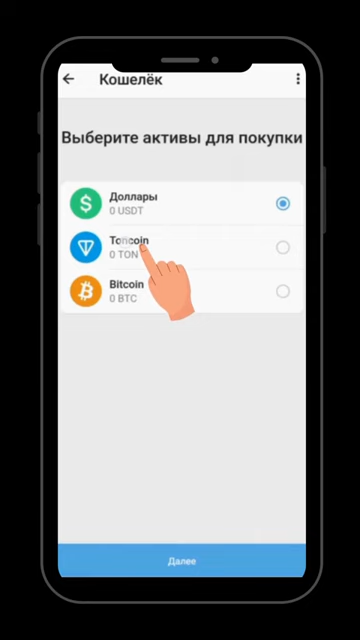 Кошелёк
Выберите активы для покупки
Доллары
0 USDT
Toncoin
0 TON
Bitcoin
0 BTC
Далее